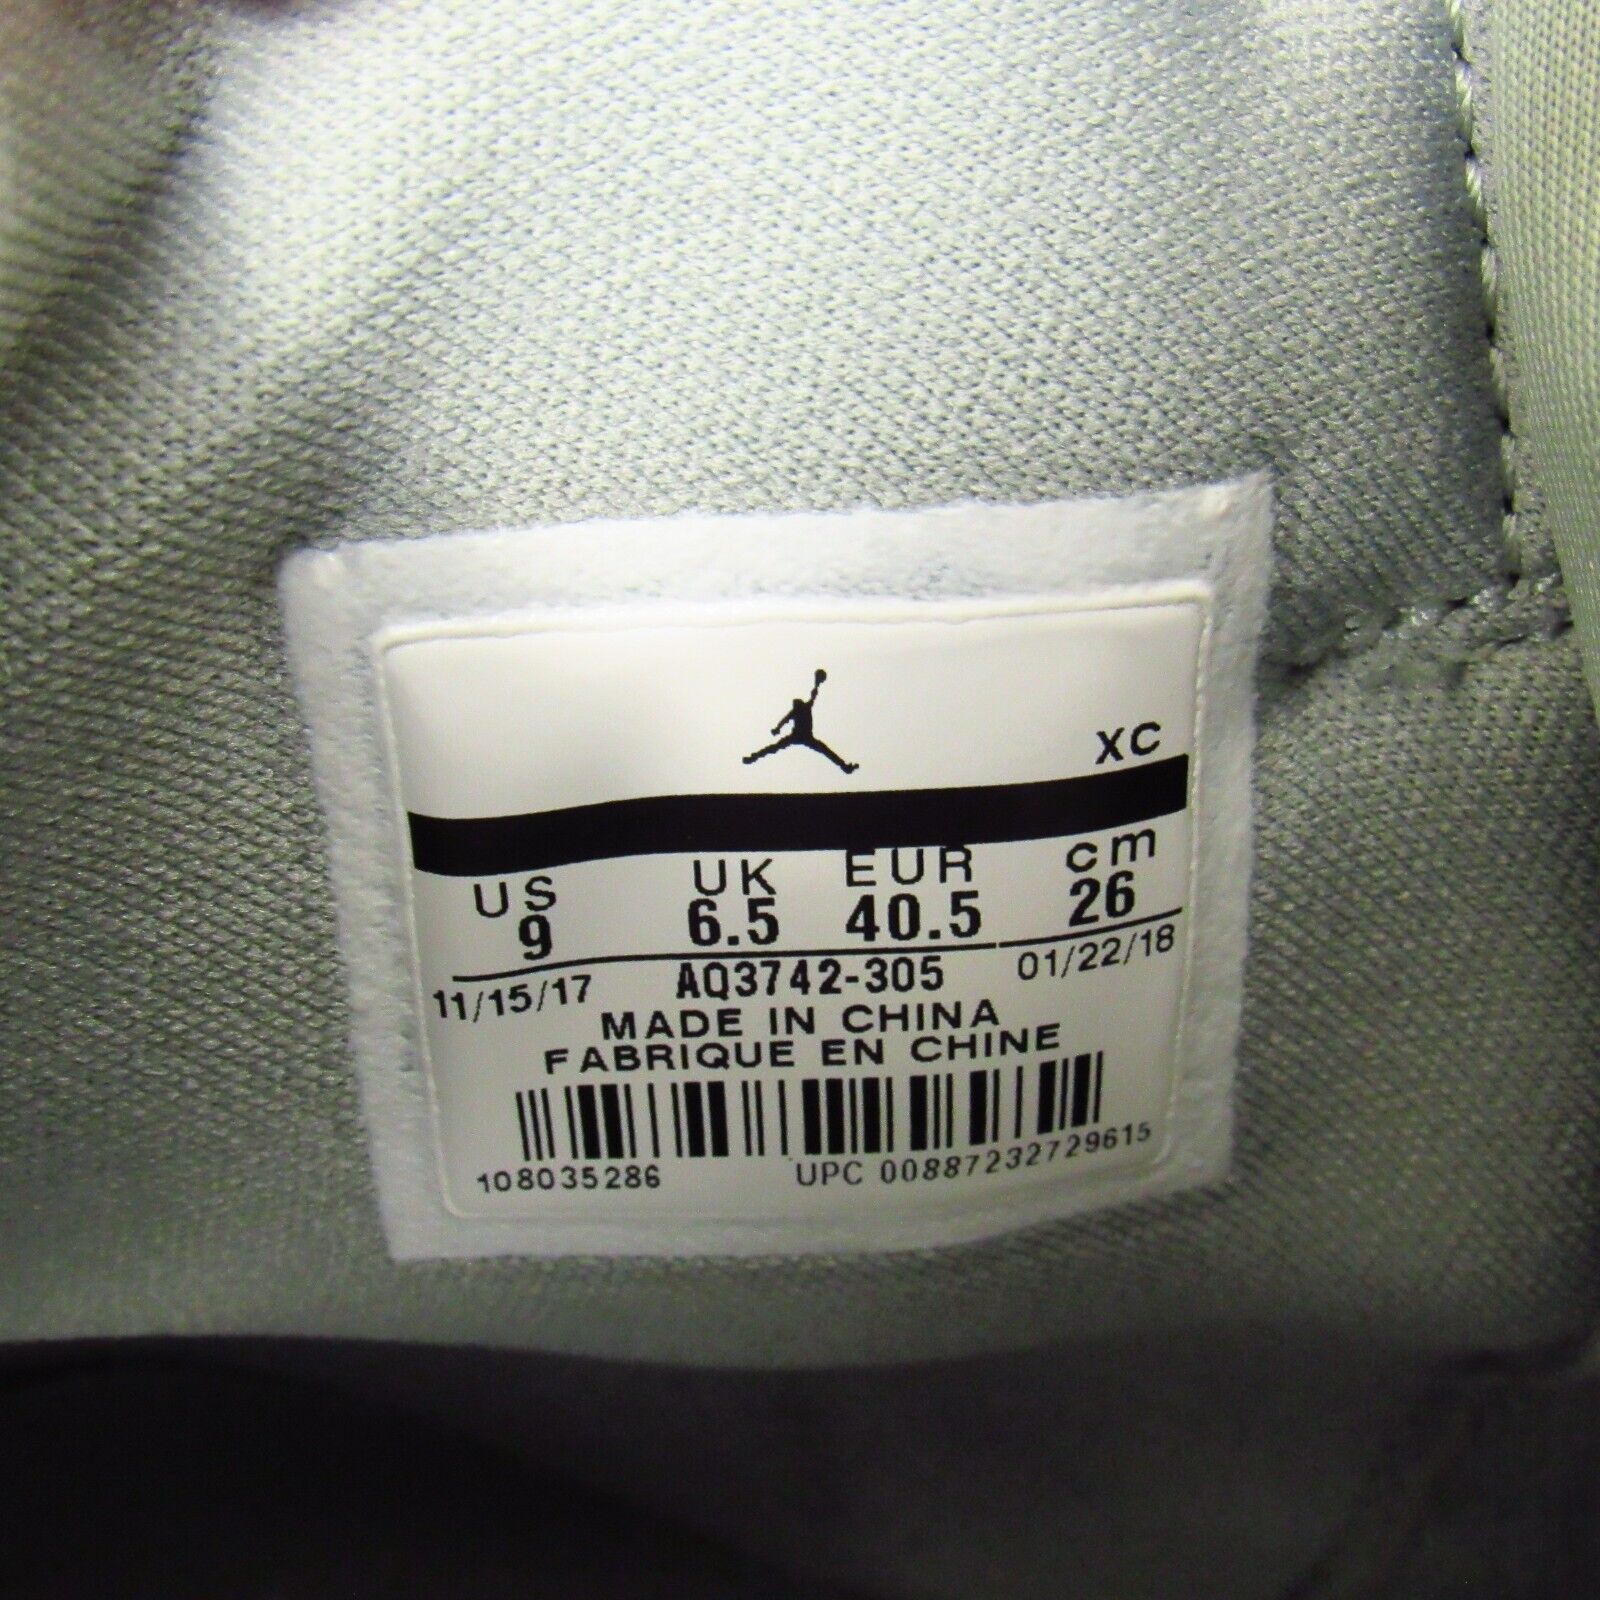 XC
US UK EUR cm
9 6.5 40.5 26
11/15/17 AQ3742-305 01/22/18
MADE IN CHINA
FABRIQUE EN CHINE
108035286 UPC 00887232729615